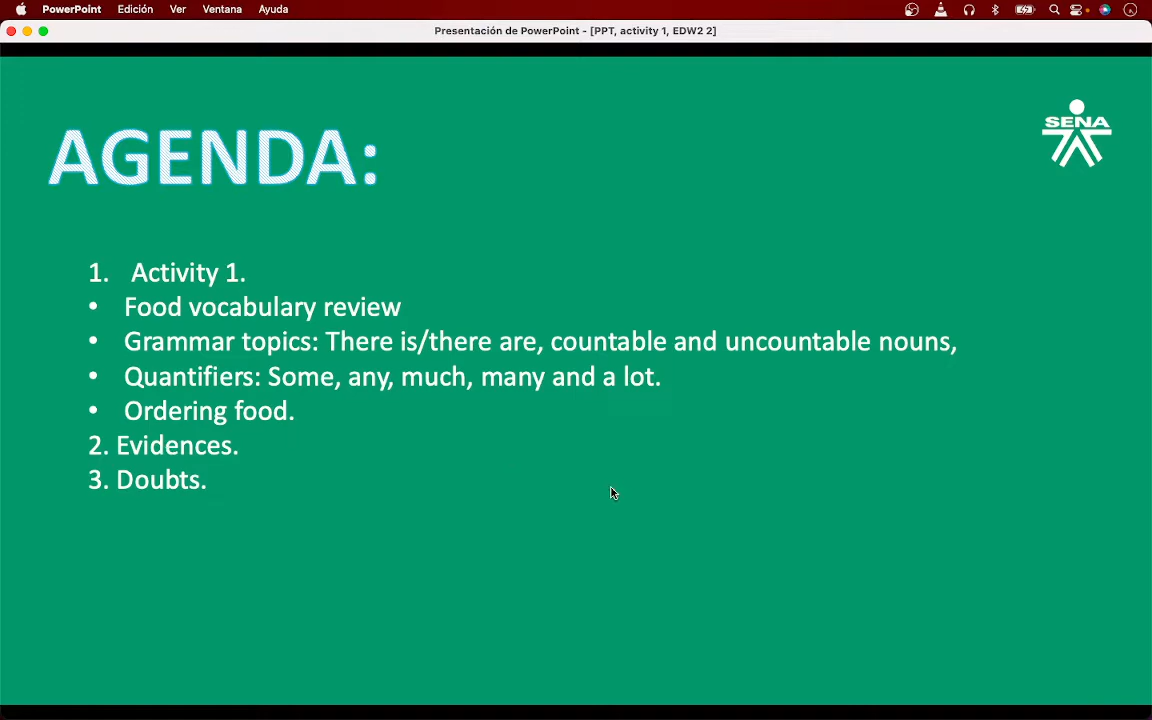 PowerPoint Edición Ver Ventana Ayuda
Presentación de PowerPoint - [PPT, activity 1, EDW2 2]
SENA
AGENDA:
1. Activity 1.
• Food vocabulary review
• Grammar topics: There is/there are, countable and uncountable nouns,
• Quantifiers: Some, any, much, many and a lot.
• Ordering food.
2. Evidences.
3. Doubts.